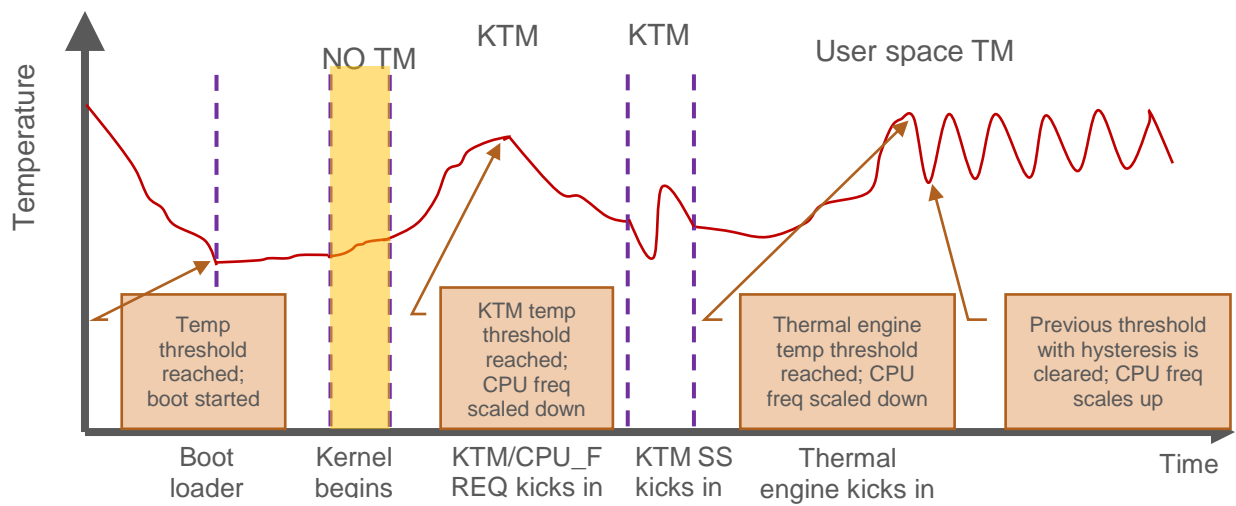 KTM
KTM
User space TM
NO TM
Temperature
Temp
threshold
reached;
boot started
KTM temp
threshold
reached;
CPU freq
scaled down
Thermal engine
temp threshold
reached; CPU
freq scaled down
Previous threshold
with hysteresis is
cleared; CPU freq
scales up
Boot
loader
Kernel
begins
KTM/CPU_F
REQ kicks in
KTM SS
kicks in
Thermal
engine kicks in
Time